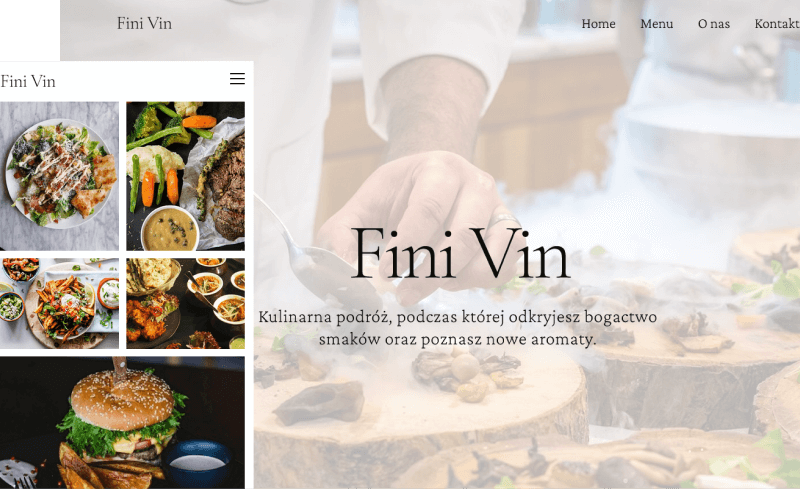 Fini Vin
Home Menu O nas Kontakt
Fini Vin
Fini Vin
Kulinarna podróż, podczas której odkryjesz bogactwo
smaków oraz poznasz nowe aromaty.